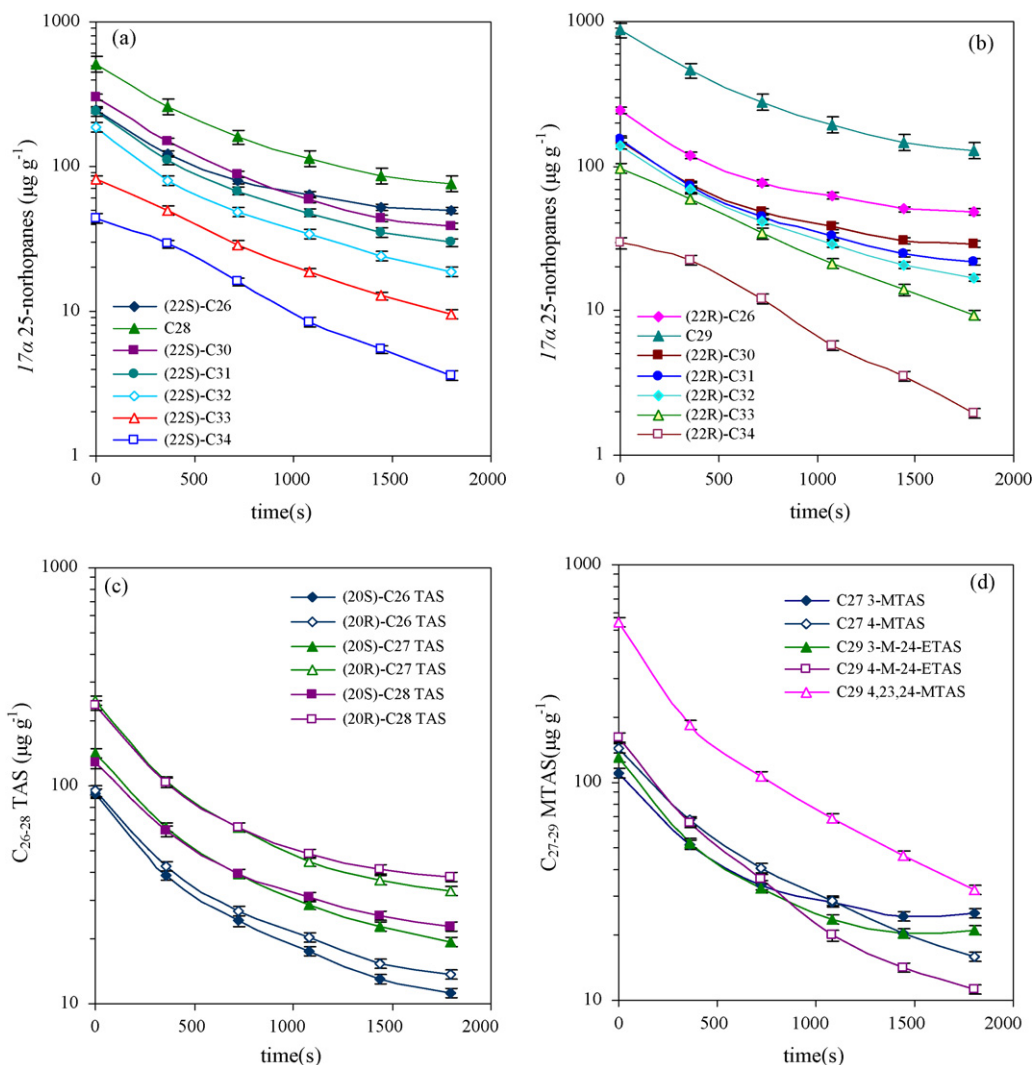 (a)
1000
100
10
1
17α 25-norhopanes (µg g⁻¹)
(22S)-C26
C28
(22S)-C30
(22S)-C31
(22S)-C32
(22S)-C33
(22S)-C34
0 500 1000 1500 2000
time(s)
(b)
1000
100
10
1
17α 25-norhopanes (µg g⁻¹)
(22R)-C26
C29
(22R)-C30
(22R)-C31
(22R)-C32
(22R)-C33
(22R)-C34
0 500 1000 1500 2000
time(s)
(c)
1000
100
10
C₂₆₋₂₈ TAS (µg g⁻¹)
(20S)-C26 TAS
(20R)-C26 TAS
(20S)-C27 TAS
(20R)-C27 TAS
(20S)-C28 TAS
(20R)-C28 TAS
0 500 1000 1500 2000
time(s)
(d)
1000
100
10
C₂₇₋₂₉ MTAS(µg g⁻¹)
C27 3-MTAS
C27 4-MTAS
C29 3-M-24-ETAS
C29 4-M-24-ETAS
C29 4,23,24-MTAS
0 500 1000 1500 2000
time(s)